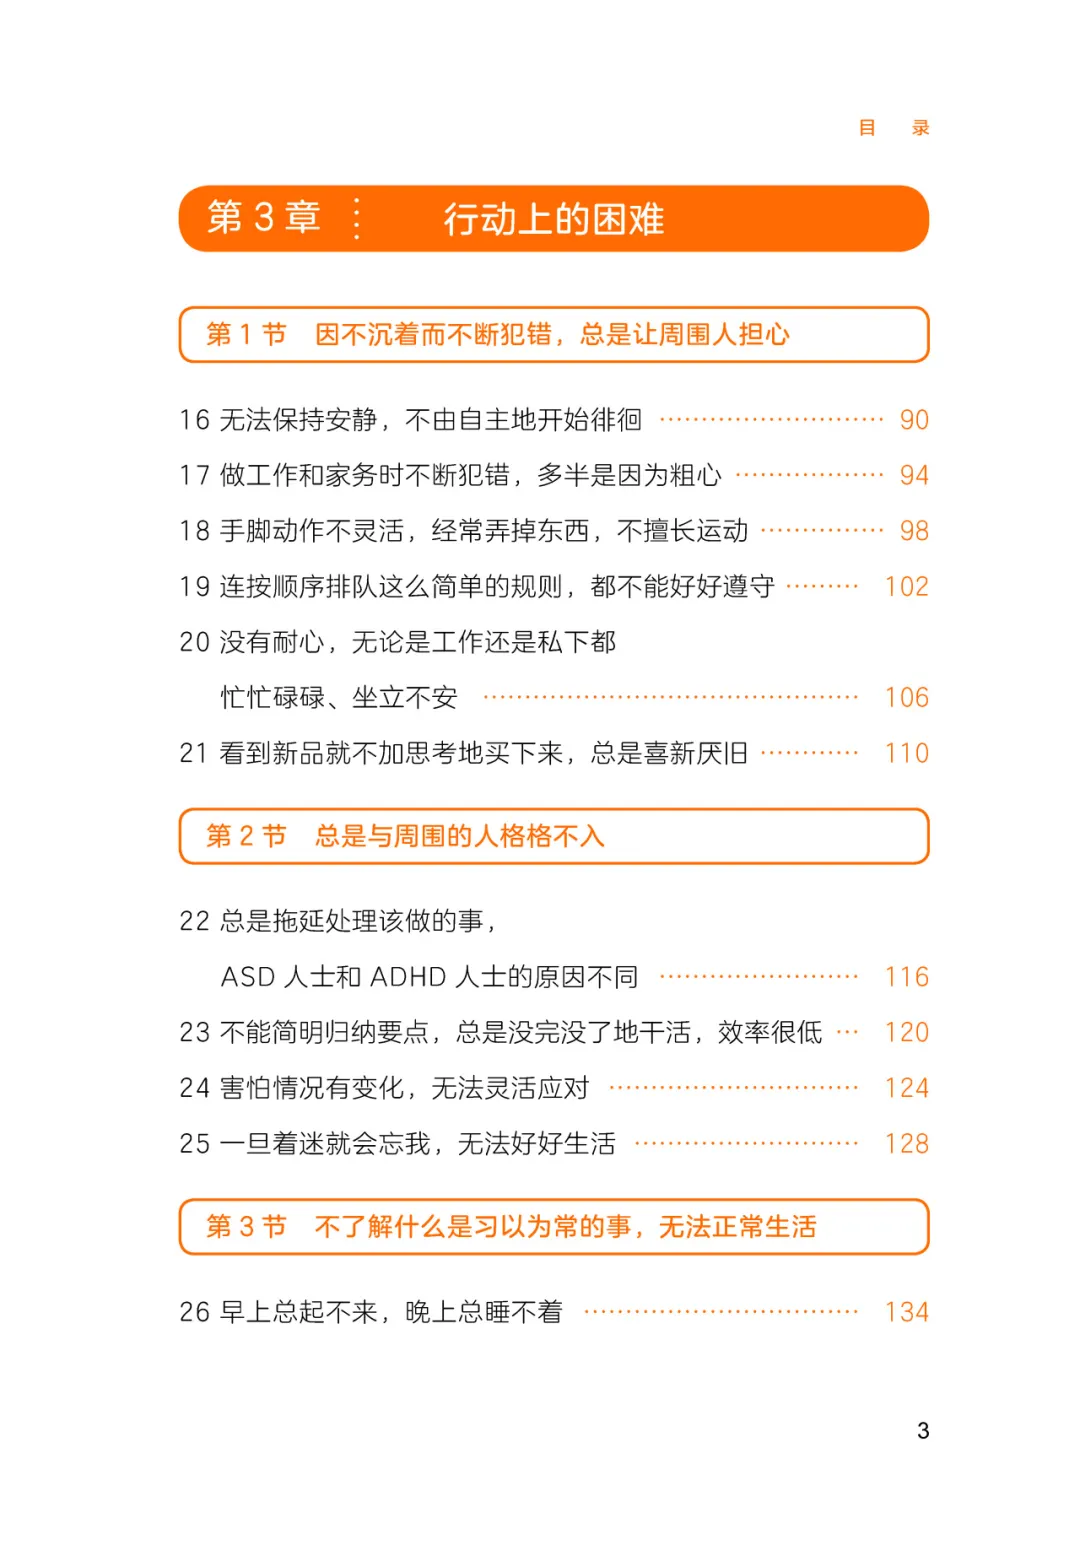 目 录
第 3 章 行动上的困难
第 1 节 因不沉着而不断犯错，总是让周围人担心
16 无法保持安静，不由自主地开始徘徊 ………………………… 90
17 做工作和家务时不断犯错，多半是因为粗心 ……………… 94
18 手脚动作不灵活，经常弄掉东西，不擅长运动 …………… 98
19 连按顺序排队这么简单的规则，都不能好好遵守 ……… 102
20 没有耐心，无论是工作还是私下都
忙忙碌碌、坐立不安 ……………………………………… 106
21 看到新品就不加思考地买下来，总是喜新厌旧 ………… 110
第 2 节 总是与周围的人格格不入
22 总是拖延处理该做的事，
ASD 人士和 ADHD 人士的原因不同 …………………… 116
23 不能简明归纳要点，总是没完没了地干活，效率很低 … 120
24 害怕情况有变化，无法灵活应对 ………………………… 124
25 一旦着迷就会忘我，无法好好生活 ……………………… 128
第 3 节 不了解什么是习以为常的事，无法正常生活
26 早上总起不来，晚上总睡不着 …………………………… 134
3